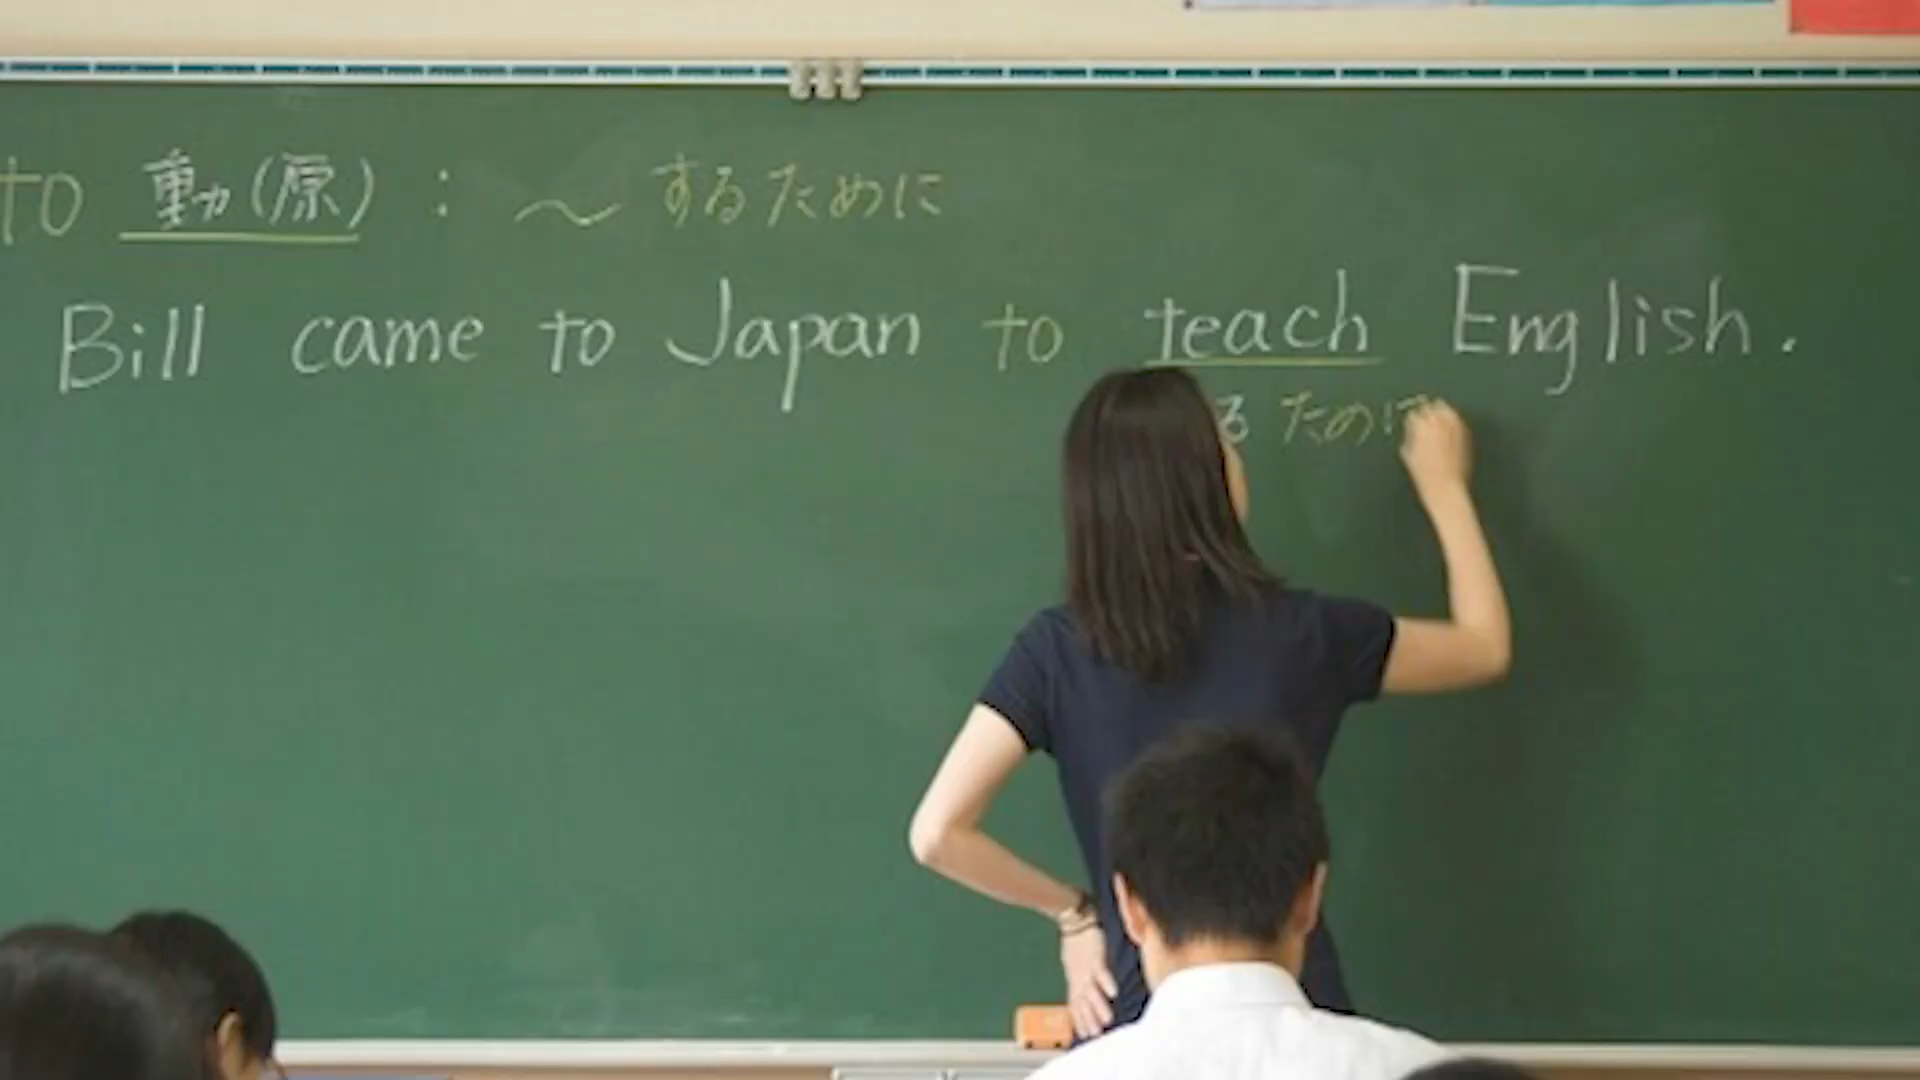 to 動(原) : ～ するために
Bill came to Japan to teach English.
る ために